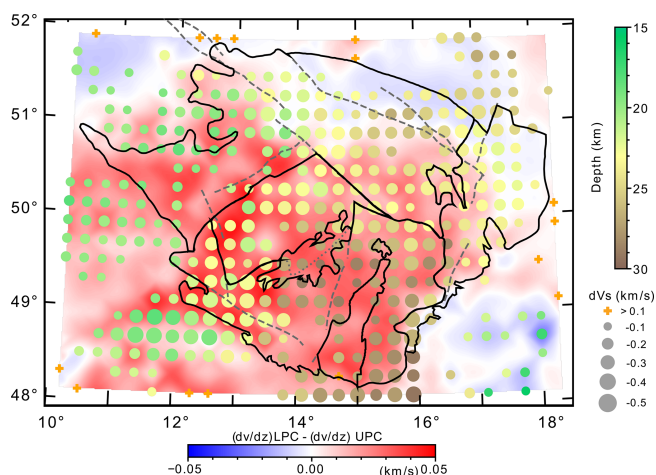 52°
51°
50°
49°
48°
10° 12° 14° 16° 18°
(dv/dz)LPC - (dv/dz) UPC
−0.05 0.00 0.05
(km/s)
Depth (km)
15
20
25
30
dVs (km/s)
> 0.1
-0.1
-0.2
-0.3
-0.4
-0.5